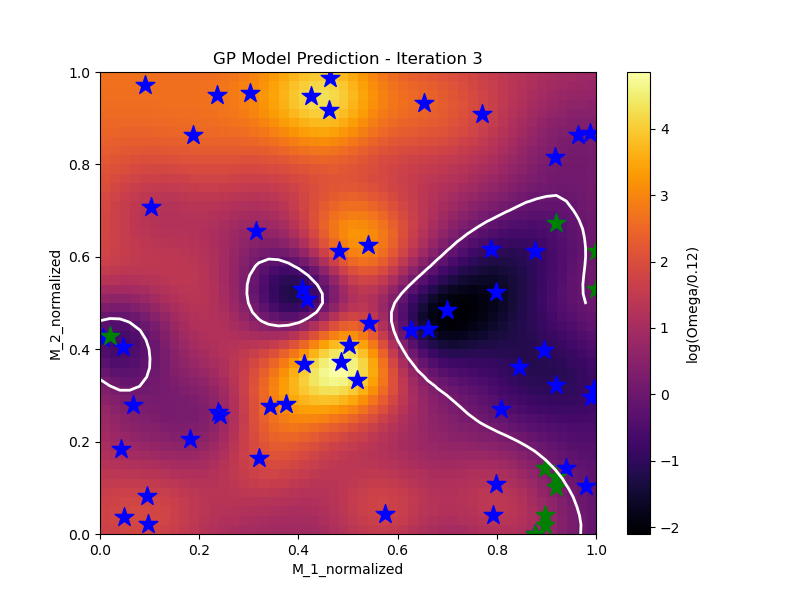 GP Model Prediction - Iteration 3
1.0
0.8
0.6
0.4
0.2
0.0
0.0 0.2 0.4 0.6 0.8 1.0
M_1_normalized
M_2_normalized
4
3
2
1
0
−1
−2
log(Omega/0.12)